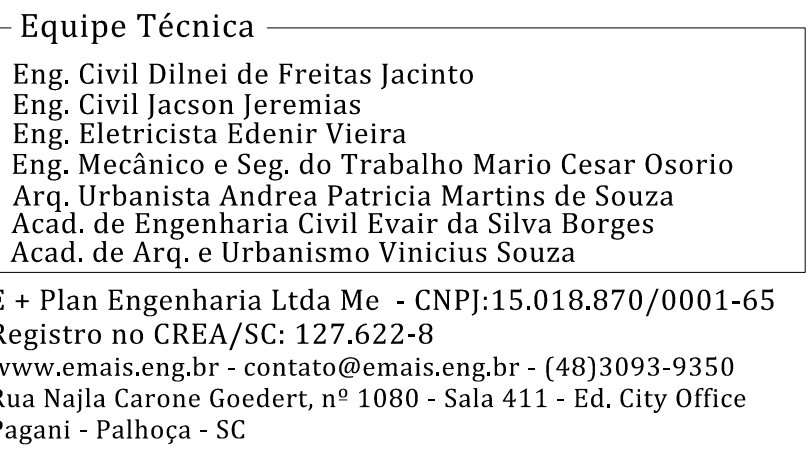 Equipe Técnica
Eng. Civil Dilnei de Freitas Jacinto
Eng. Civil Jacson Jeremias
Eng. Eletricista Edenir Vieira
Eng. Mecânico e Seg. do Trabalho Mario Cesar Osorio
Arq. Urbanista Andrea Patricia Martins de Souza
Acad. de Engenharia Civil Evair da Silva Borges
Acad. de Arq. e Urbanismo Vinicius Souza
E + Plan Engenharia Ltda Me - CNPJ:15.018.870/0001-65
Registro no CREA/SC: 127.622-8
www.emais.eng.br - contato@emais.eng.br - (48)3093-9350
Rua Najla Carone Goedert, nº 1080 - Sala 411 - Ed. City Office
Pagani - Palhoça - SC